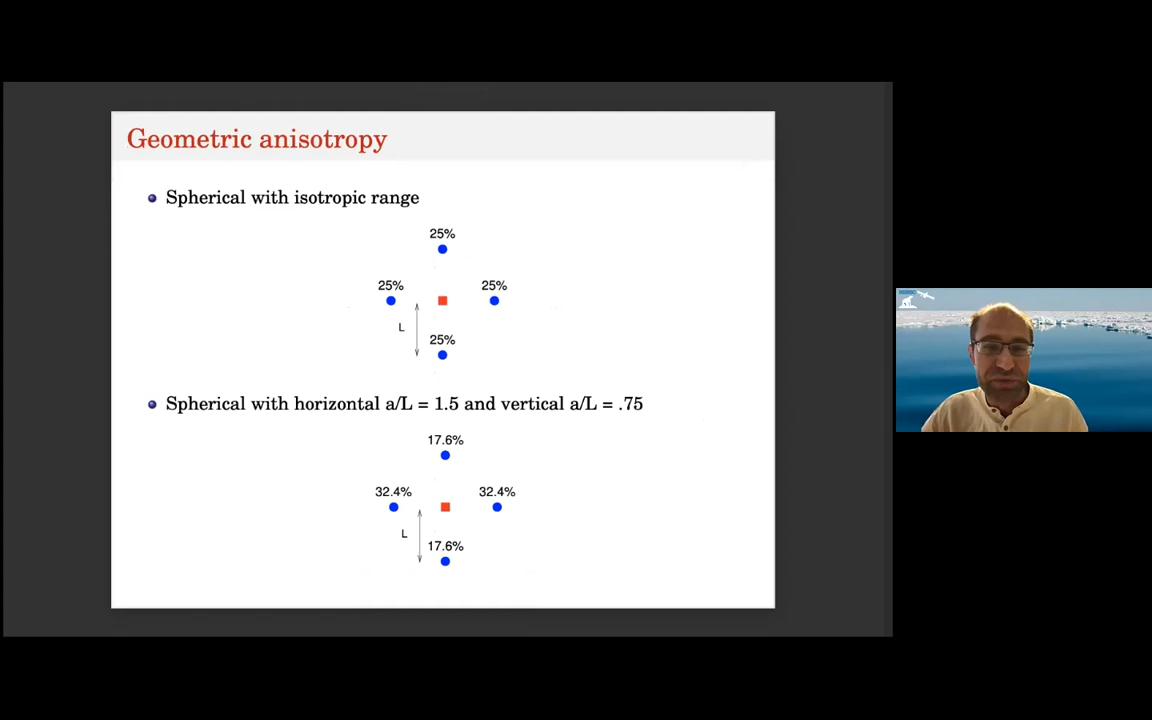 Geometric anisotropy
Spherical with isotropic range
25%
25%
25%
L
25%
Spherical with horizontal a/L = 1.5 and vertical a/L = .75
17.6%
32.4%
32.4%
L
17.6%